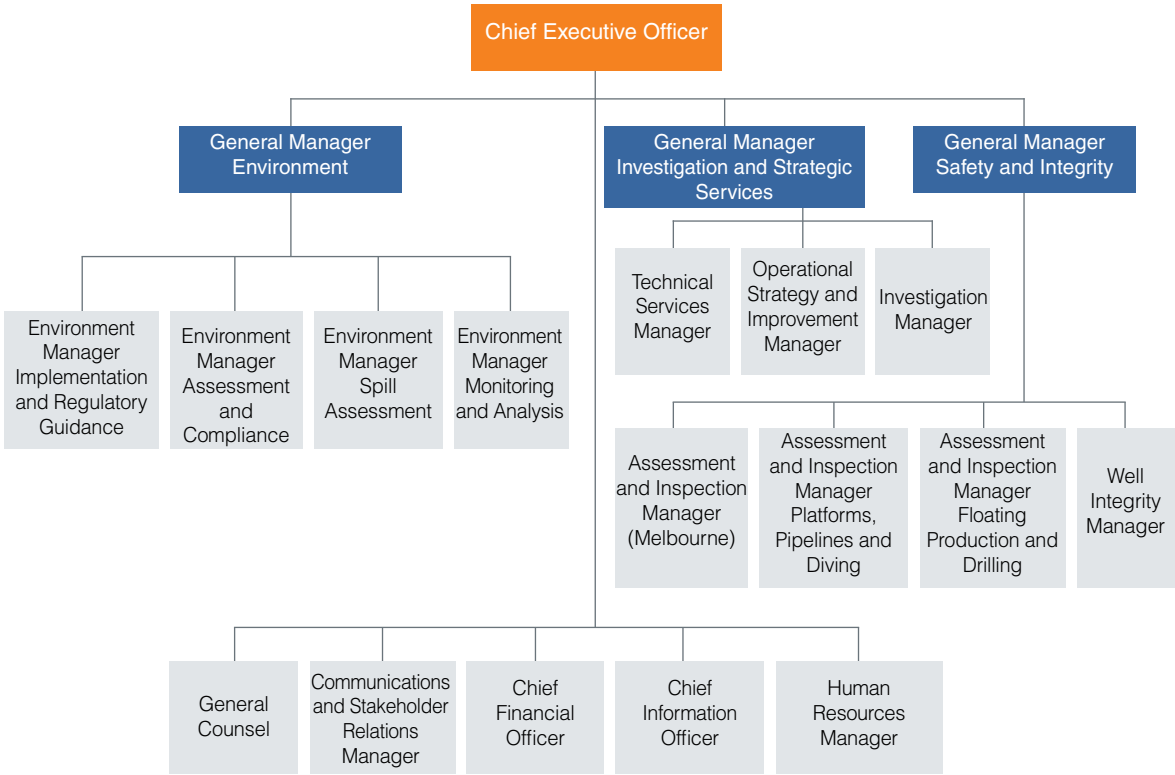 Chief Executive Officer
General Manager
Environment
General Manager
Investigation and Strategic
Services
General Manager
Safety and Integrity
Technical
Services
Manager
Operational
Strategy and
Improvement
Manager
Investigation
Manager
Environment
Manager
Implementation
and Regulatory
Guidance
Environment
Manager
Assessment
and
Compliance
Environment
Manager
Spill
Assessment
Environment
Manager
Monitoring
and Analysis
Assessment
and Inspection
Manager
(Melbourne)
Assessment
and Inspection
Manager
Platforms,
Pipelines and
Diving
Assessment
and Inspection
Manager
Floating
Production and
Drilling
Well
Integrity
Manager
General
Counsel
Communications
and Stakeholder
Relations
Manager
Chief
Financial
Officer
Chief
Information
Officer
Human
Resources
Manager